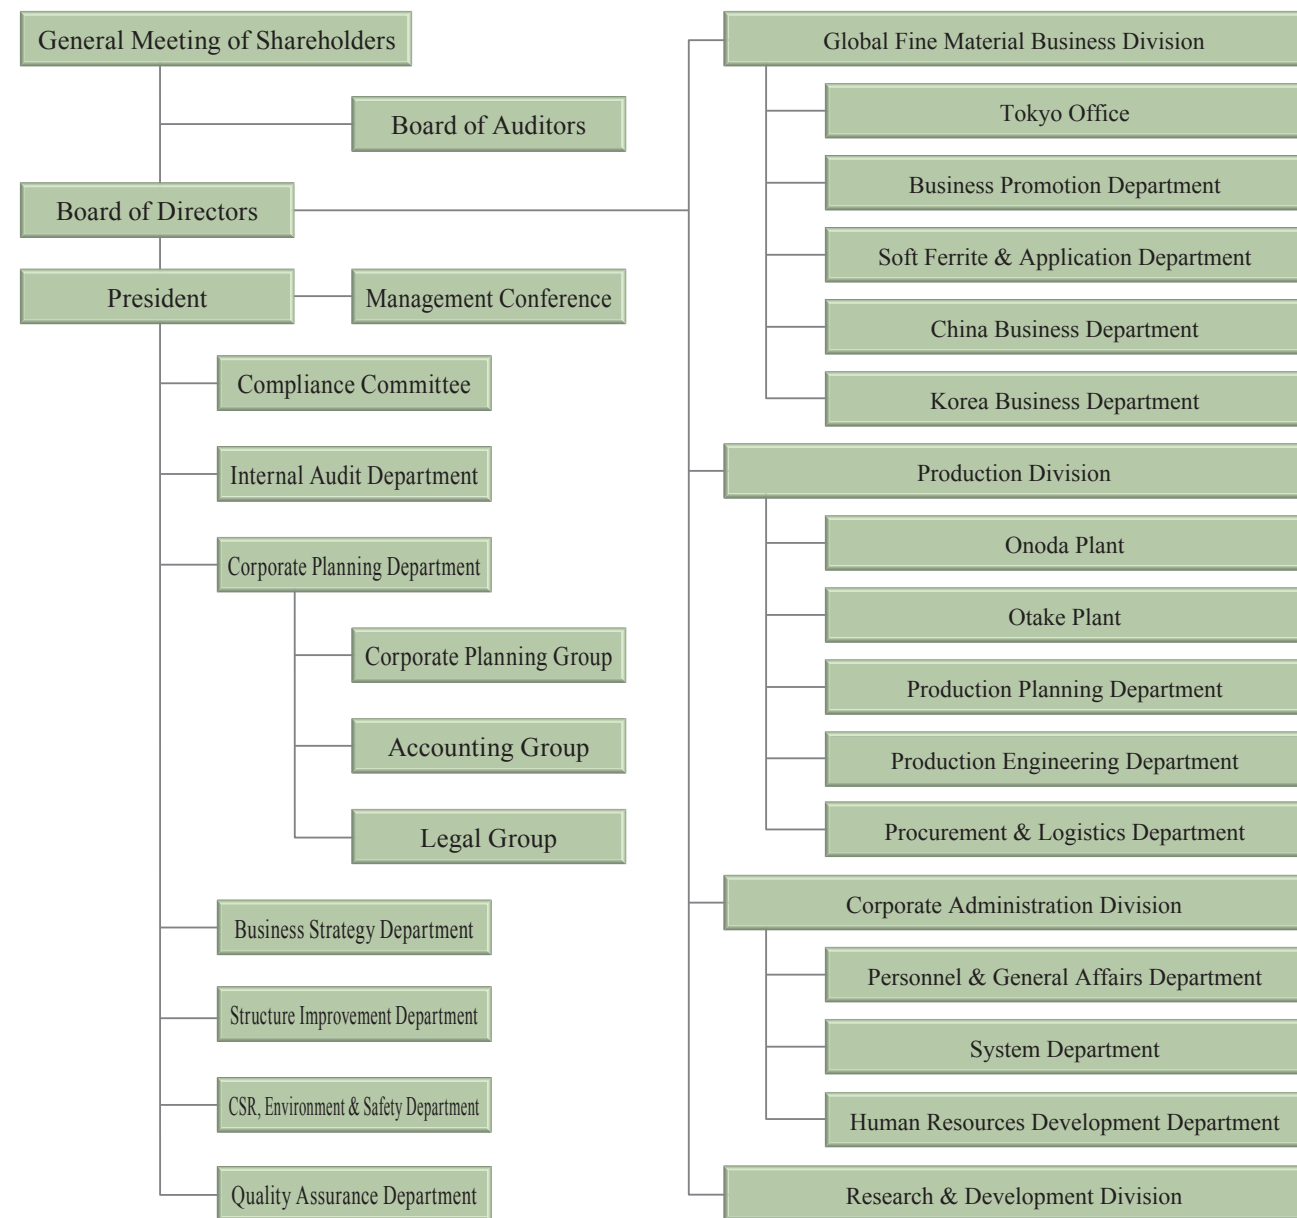 General Meeting of Shareholders
Board of Auditors
Board of Directors
President
Management Conference
Compliance Committee
Internal Audit Department
Corporate Planning Department
Corporate Planning Group
Accounting Group
Legal Group
Business Strategy Department
Structure Improvement Department
CSR, Environment & Safety Department
Quality Assurance Department
Global Fine Material Business Division
Tokyo Office
Business Promotion Department
Soft Ferrite & Application Department
China Business Department
Korea Business Department
Production Division
Onoda Plant
Otake Plant
Production Planning Department
Production Engineering Department
Procurement & Logistics Department
Corporate Administration Division
Personnel & General Affairs Department
System Department
Human Resources Development Department
Research & Development Division